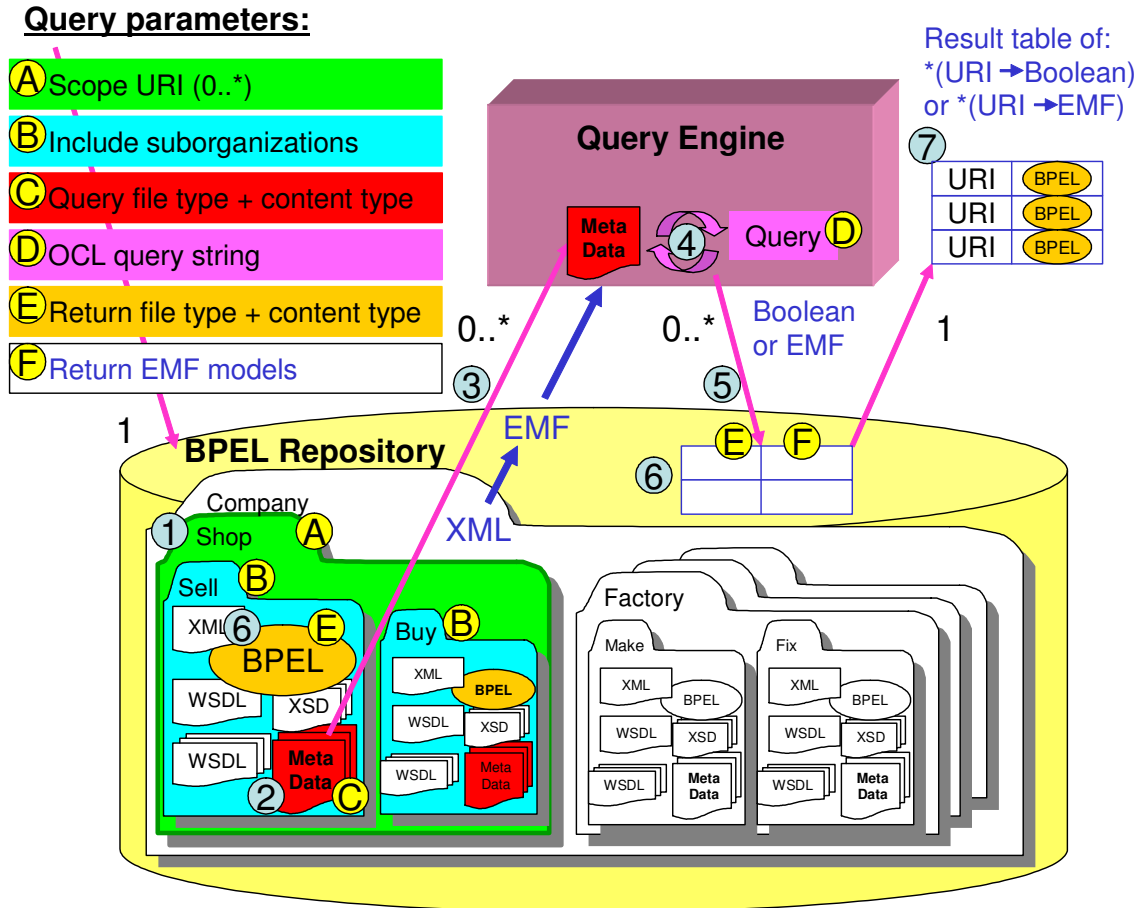 Query parameters:
A Scope URI (0..*)
B Include suborganizations
C Query file type + content type
D OCL query string
E Return file type + content type
F Return EMF models
1
Query Engine
Meta
Data
4
Query D
Result table of:
*(URI →Boolean)
or *(URI →EMF)
7
URI BPEL
URI BPEL
URI BPEL
0..*
3
0..*
5
Boolean
or EMF
1
EMF
XML
BPEL Repository
E F
6
Company
1
Shop
A
Sell
B
XML
6
E
BPEL
WSDL
XSD
WSDL
Meta
Data
2
C
Buy
B
XML
BPEL
WSDL
XSD
WSDL
Meta
Data
Factory
Make
XML
BPEL
WSDL
XSD
WSDL
Meta
Data
Fix
XML
BPEL
WSDL
XSD
WSDL
Meta
Data